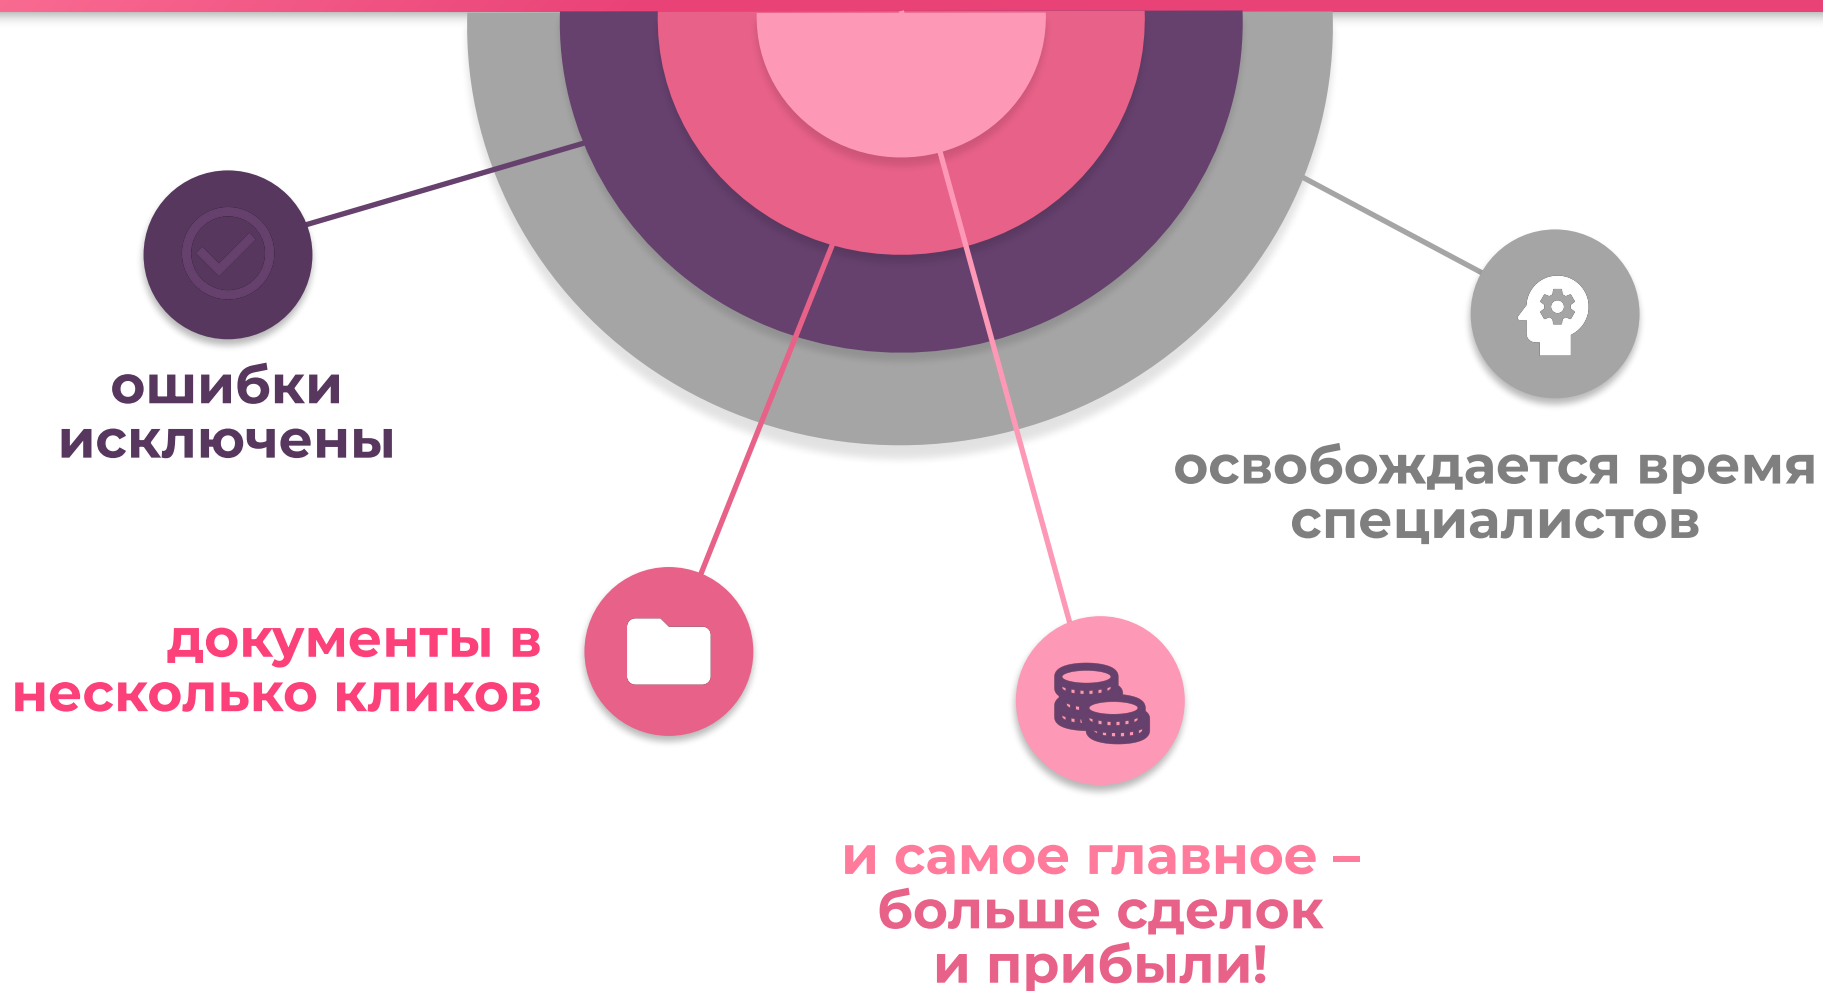 ошибки
исключены
документы в
несколько кликов
и самое главное –
больше сделок
и прибыли!
освобождается время
специалистов